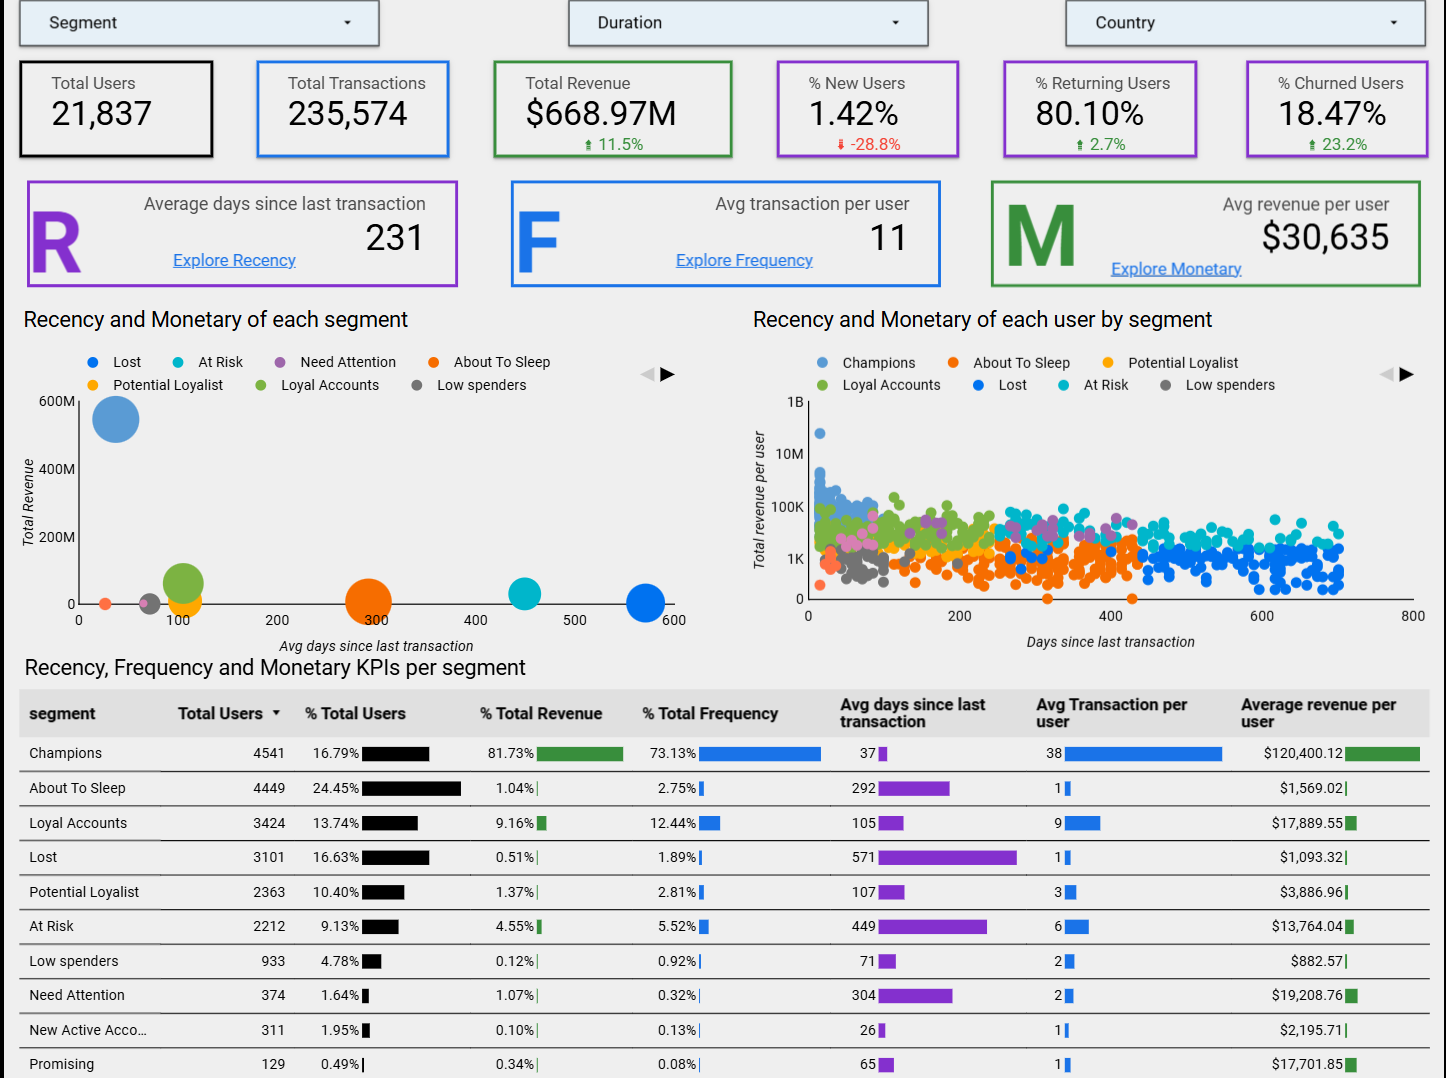 Segment
Duration
Country
Total Users
21,837
Total Transactions
235,574
Total Revenue
$668.97M
11.5%
% New Users
1.42%
-28.8%
% Returning Users
80.10%
2.7%
% Churned Users
18.47%
23.2%
R
Average days since last transaction
231
Explore Recency
F
Avg transaction per user
11
Explore Frequency
M
Avg revenue per user
$30,635
Explore Monetary
Recency and Monetary of each segment
Lost At Risk Need Attention About To Sleep
Potential Loyalist Loyal Accounts Low spenders
600M
400M
200M
0
Total Revenue
0 100 200 300 400 500 600
Avg days since last transaction
Recency and Monetary of each user by segment
Champions About To Sleep Potential Loyalist
Loyal Accounts Lost At Risk Low spenders
1B
10M
100K
1K
0
Total revenue per user
0 200 400 600 800
Days since last transaction
Recency, Frequency and Monetary KPIs per segment
segment Total Users % Total Users % Total Revenue % Total Frequency Avg days since last transaction Avg Transaction per user Average revenue per user
Champions 4541 16.79% 81.73% 73.13% 37 38 $120,400.12
About To Sleep 4449 24.45% 1.04% 2.75% 292 1 $1,569.02
Loyal Accounts 3424 13.74% 9.16% 12.44% 105 9 $17,889.55
Lost 3101 16.63% 0.51% 1.89% 571 1 $1,093.32
Potential Loyalist 2363 10.40% 1.37% 2.81% 107 3 $3,886.96
At Risk 2212 9.13% 4.55% 5.52% 449 6 $13,764.04
Low spenders 933 4.78% 0.12% 0.92% 71 2 $882.57
Need Attention 374 1.64% 1.07% 0.32% 304 2 $19,208.76
New Active Acco... 311 1.95% 0.10% 0.13% 26 1 $2,195.71
Promising 129 0.49% 0.34% 0.08% 65 1 $17,701.85